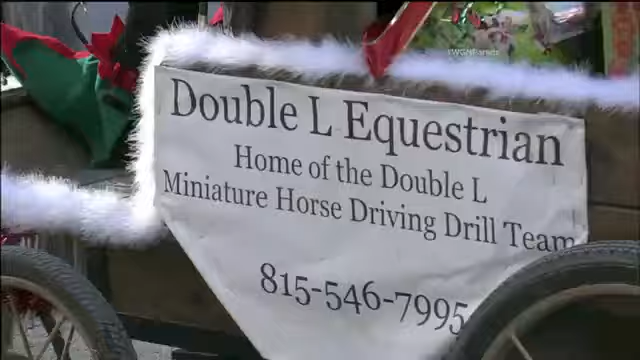 Double L Equestrian
Home of the Double L
Miniature Horse Driving Drill Team
815-546-7995